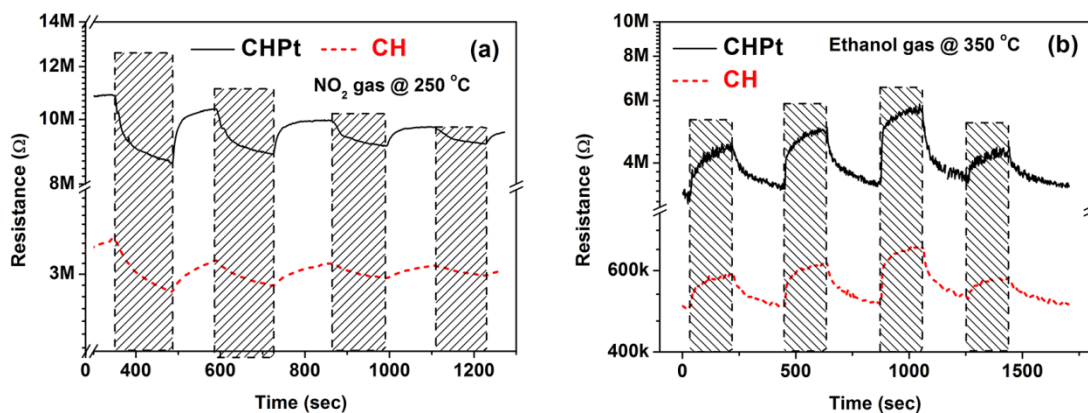 14M
CHPt
CH
(a)
12M
11M
NO₂ gas @ 250 °C
10M
8M
3M
Resistance (Ω)
0
400
600
800
1000
1200
Time (sec)
10M
CHPt
Ethanol gas @ 350 °C
(b)
CH
6M
4M
600k
400k
Resistance (Ω)
0
500
1000
1500
Time (sec)